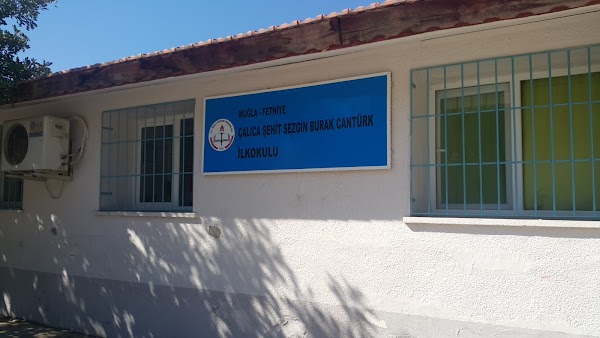 MUĞLA - FETHİYE
ÇALICA ŞEHİT SEZGİN BURAK CANTÜRK
İLKOKULU